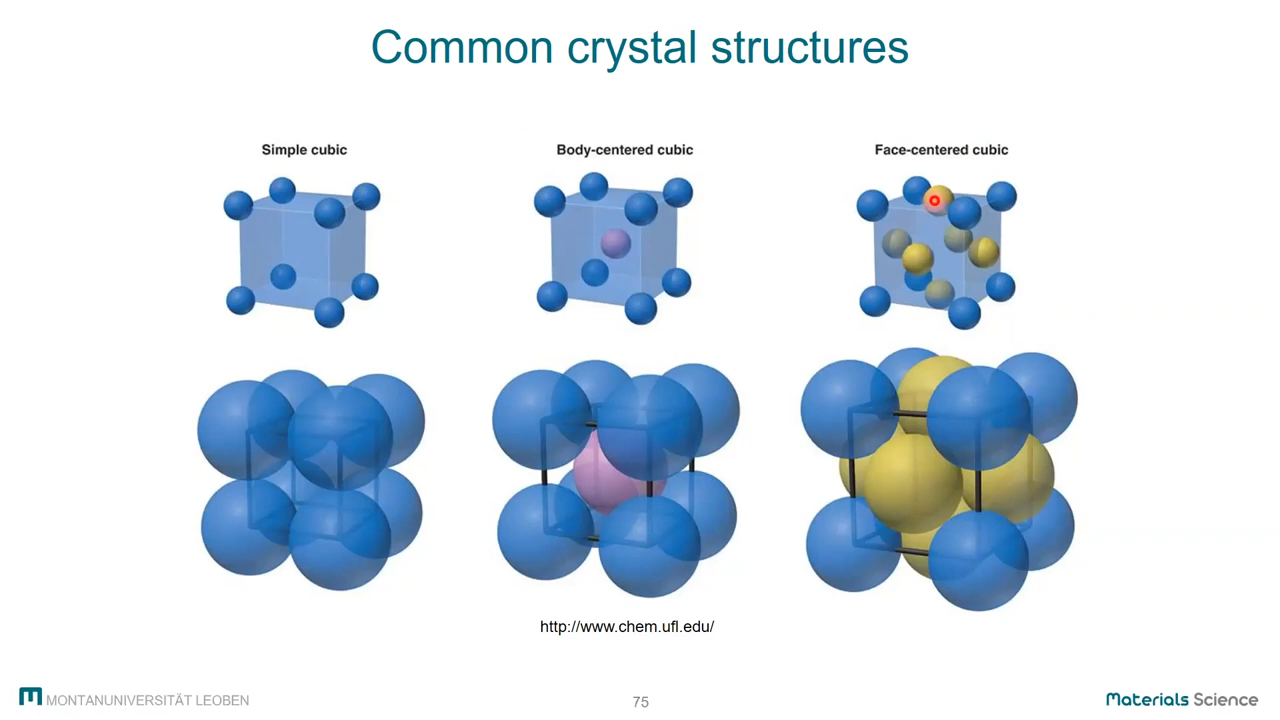 Common crystal structures
Simple cubic
Body-centered cubic
Face-centered cubic
http://www.chem.ufl.edu/
MONTANUNIVERSITÄT LEOBEN
75
Materials Science